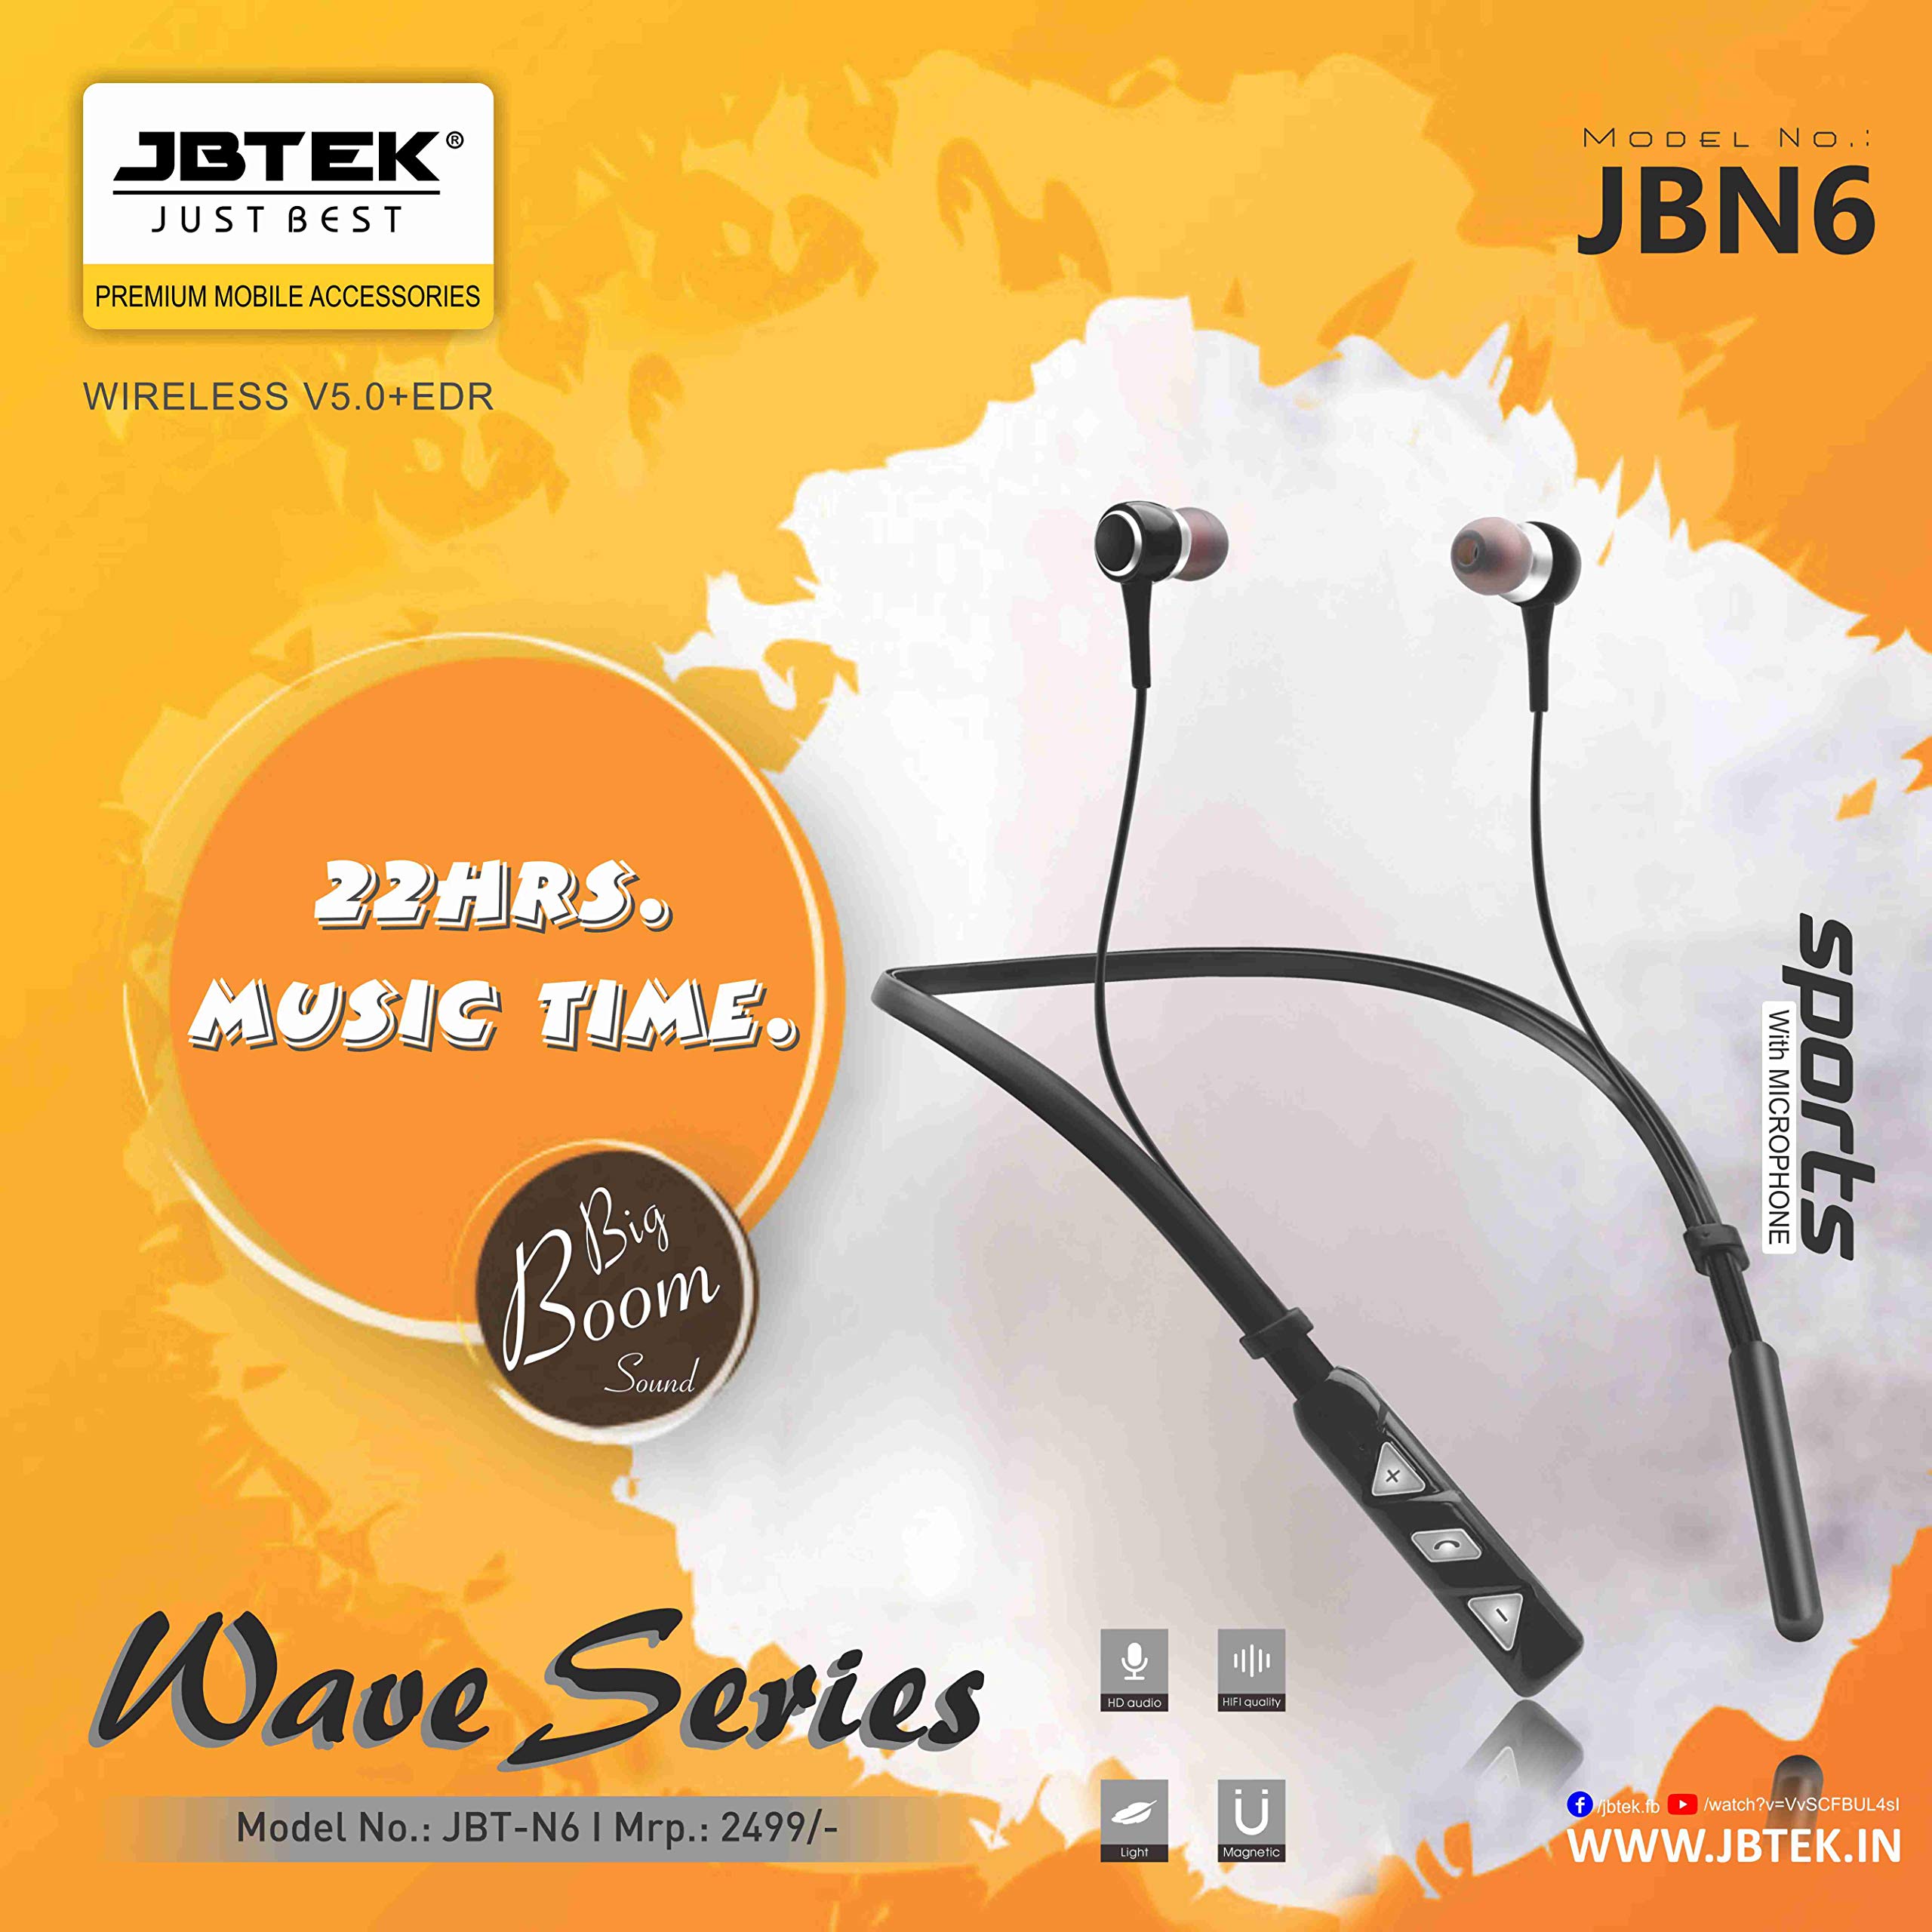 JBTEK®
JUST BEST
PREMIUM MOBILE ACCESSORIES
WIRELESS V5.0+EDR
MODEL NO.:
JBN6
22HRS.
MUSIC TIME.
Big
Boom
Sound
sports
With MICROPHONE
Wave Series
Model No.: JBT-N6 | Mrp.: 2499/-
HD audio
HIFI quality
Light
Magnetic
/jbtek.fb /watch?v=VvSCFBUL4sI
WWW.JBTEK.IN